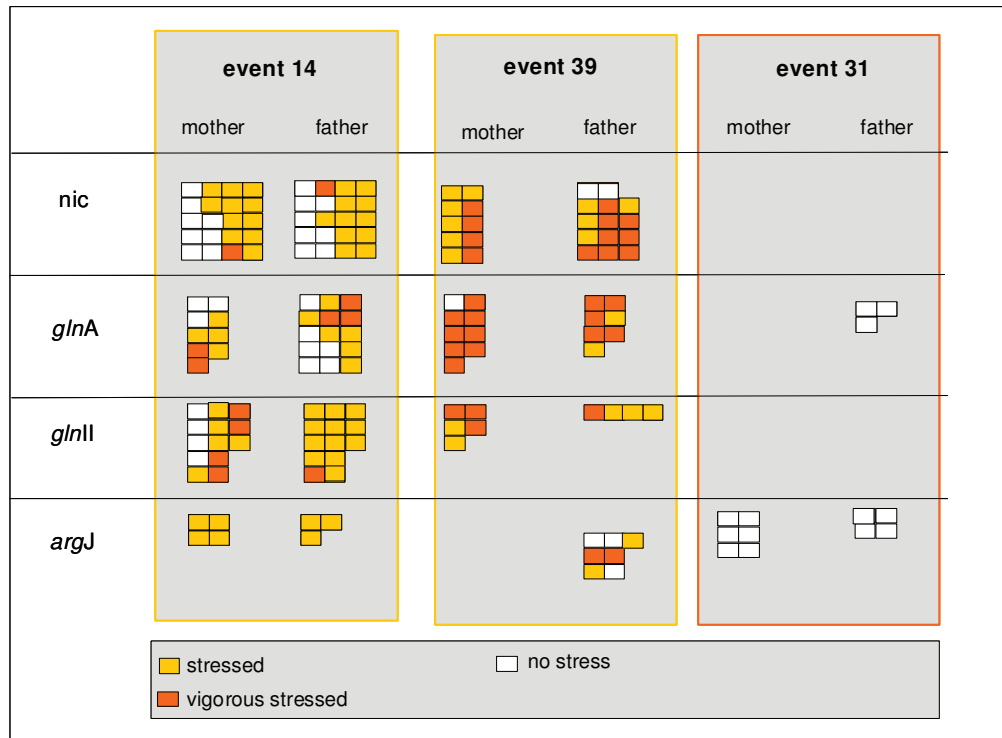 event 14
event 39
event 31
mother father
mother father
mother father
nic
glnA
glnII
argJ
stressed
no stress
vigorous stressed